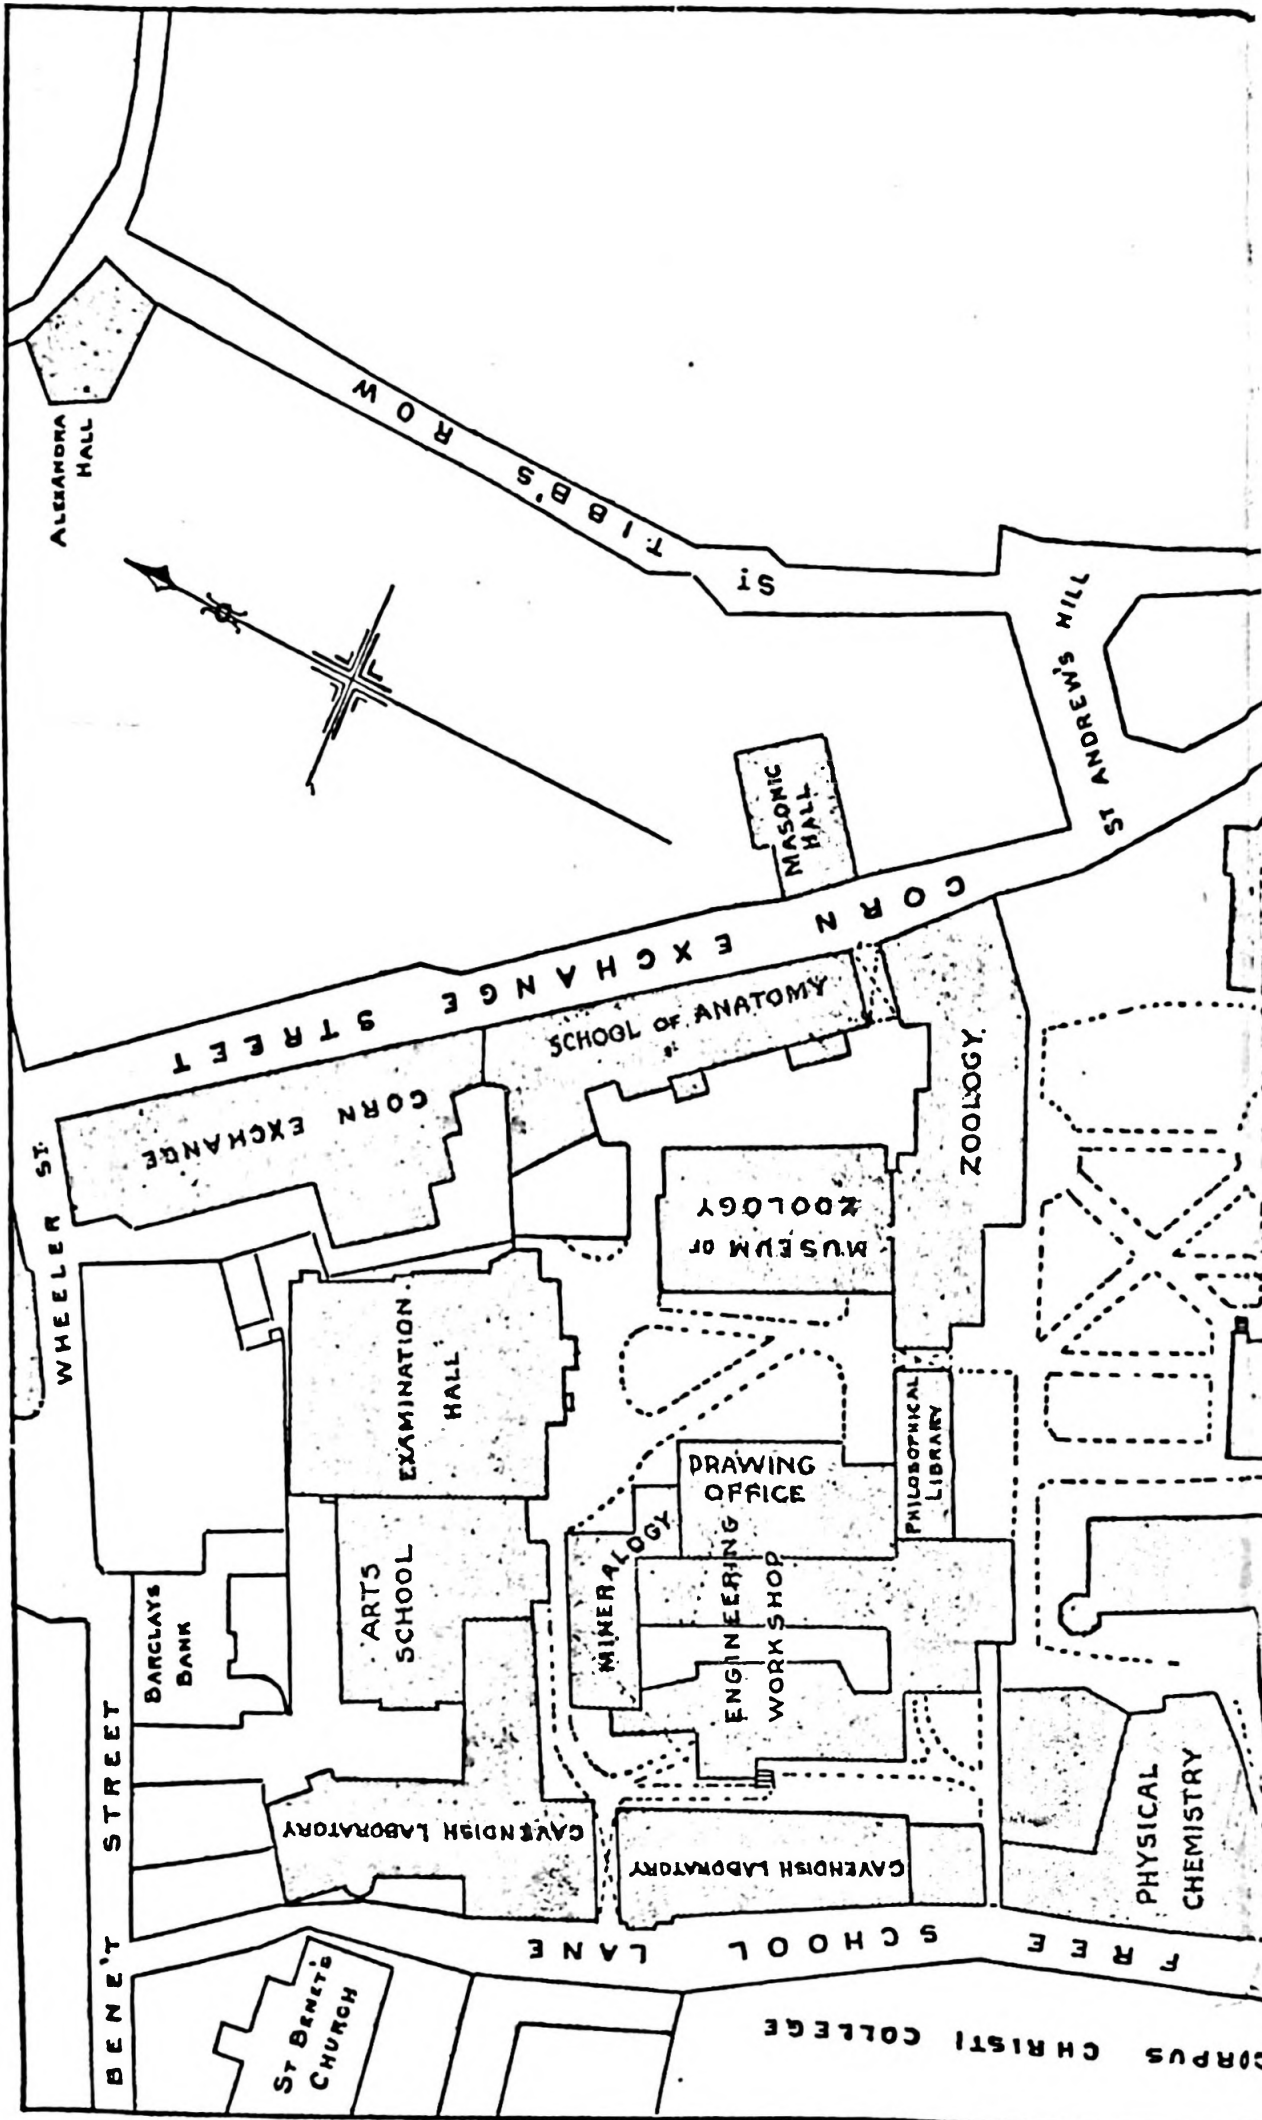 ALEXANDRA
HALL
TIBB'S ROW
ST
ST ANDREW'S HILL
MASONIC
HALL
CORN EXCHANGE STREET
SCHOOL OF ANATOMY
CORN EXCHANGE
WHEELER ST.
ZOOLOGY
MUSEUM OF
ZOOLOGY
EXAMINATION
HALL
DRAWING
OFFICE
PHILOSOPHICAL
LIBRARY
MINERALOGY
ENGINEERING
WORKSHOP
ARTS
SCHOOL
BARCLAYS
BANK
BENE'T STREET
CAVENDISH LABORATORY
CAVENDISH LABORATORY
PHYSICAL
CHEMISTRY
FREE SCHOOL LANE
ST BENET'S
CHURCH
CORPUS CHRISTI COLLEGE